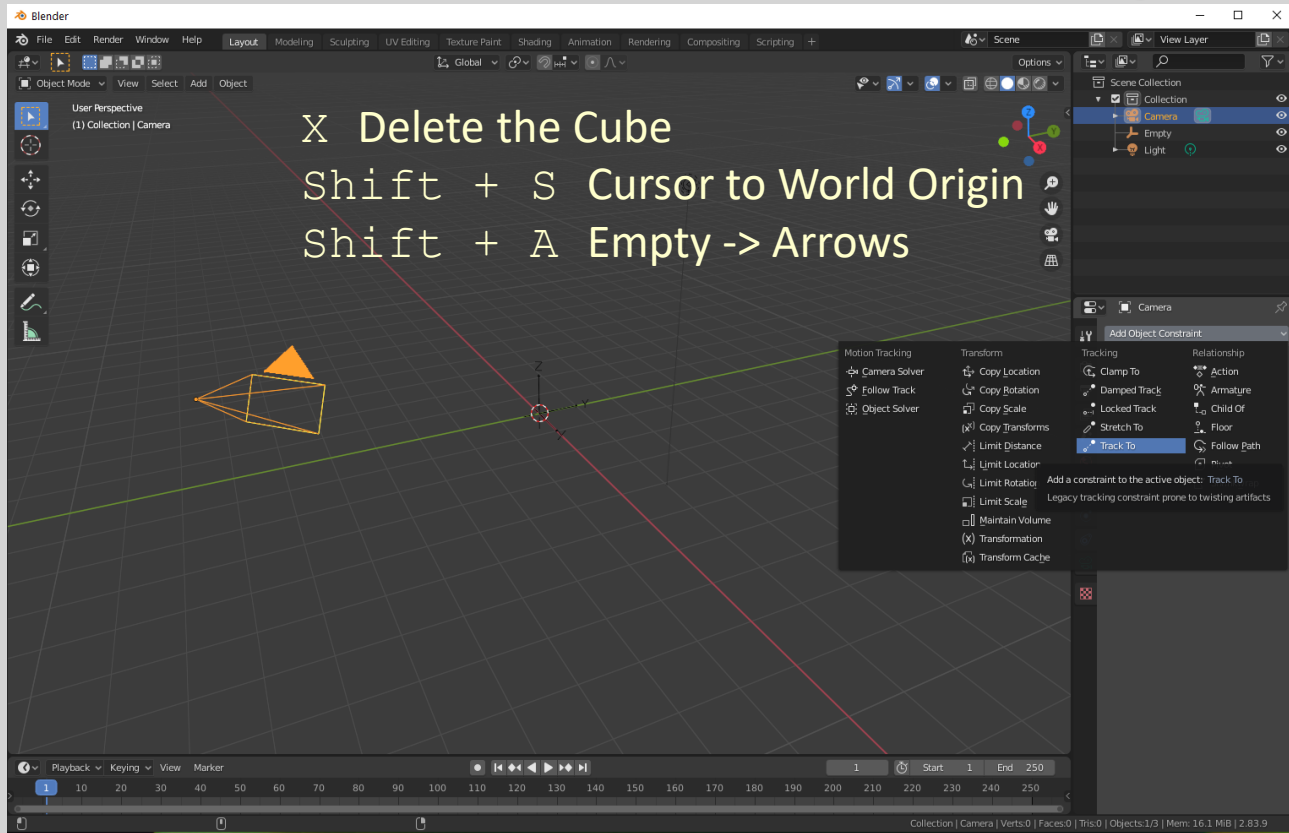 Blender
File Edit Render Window Help Layout Modeling Sculpting UV Editing Texture Paint Shading Animation Rendering Compositing Scripting + Scene View Layer
Global Options
Object Mode View Select Add Object
User Perspective
(1) Collection | Camera
X Delete the Cube
Shift + S Cursor to World Origin
Shift + A Empty -> Arrows
Z
Y
X
Scene Collection
Collection
Camera
Empty
Light
Camera
Add Object Constraint
Motion Tracking Transform Tracking Relationship
Camera Solver Copy Location Clamp To Action
Follow Track Copy Rotation Damped Track Armature
Object Solver Copy Scale Locked Track Child Of
Copy Transforms Stretch To Floor
Limit Distance Track To Follow Path
Limit Location
Limit Rotation
Limit Scale
Maintain Volume
Transformation
Transform Cache
Add a constraint to the active object: Track To
Legacy tracking constraint prone to twisting artifacts
Playback Keying View Marker 1 Start 1 End 250
1 10 20 30 40 50 60 70 80 90 100 110 120 130 140 150 160 170 180 190 200 210 220 230 240 250
Collection | Camera | Verts:0 | Faces:0 | Tris:0 | Objects:1/3 | Mem: 16.1 MiB | 2.83.9